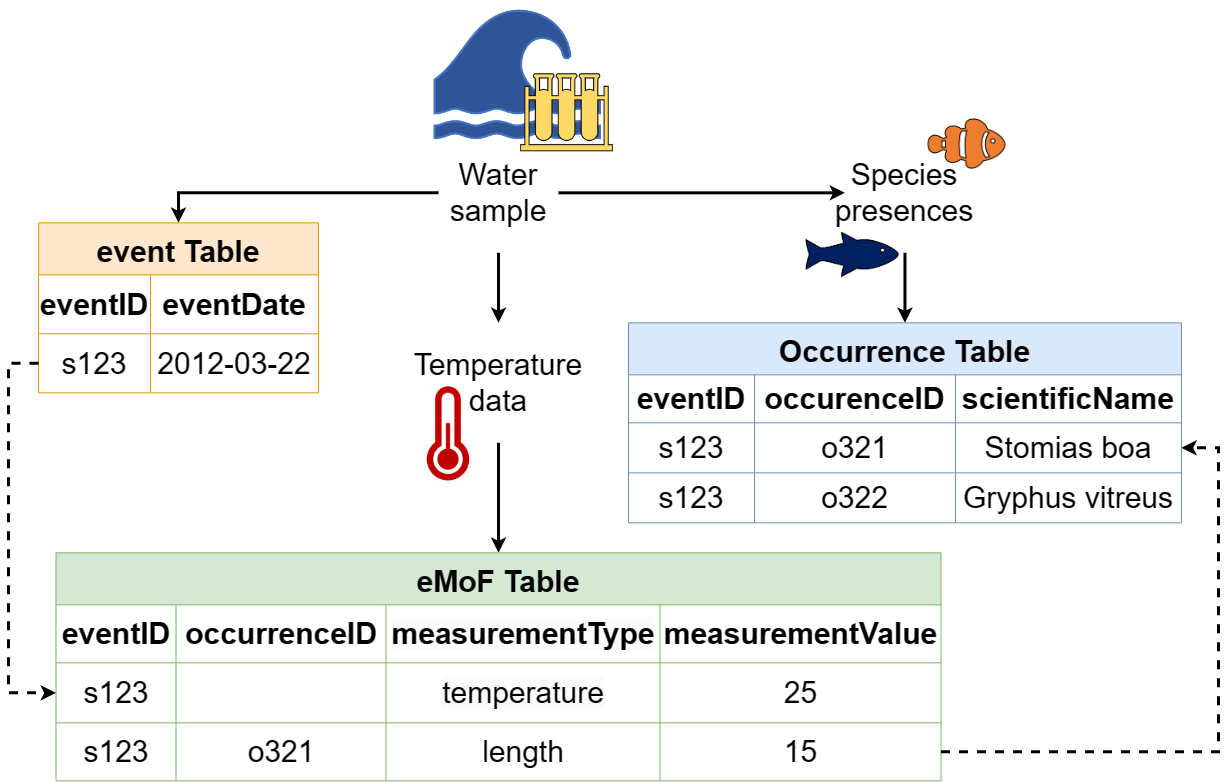 Water
sample
Species
presences
event Table
eventID eventDate
s123 2012-03-22
Temperature
data
Occurrence Table
eventID occurenceID scientificName
s123 o321 Stomias boa
s123 o322 Gryphus vitreus
eMoF Table
eventID occurrenceID measurementType measurementValue
s123 temperature 25
s123 o321 length 15